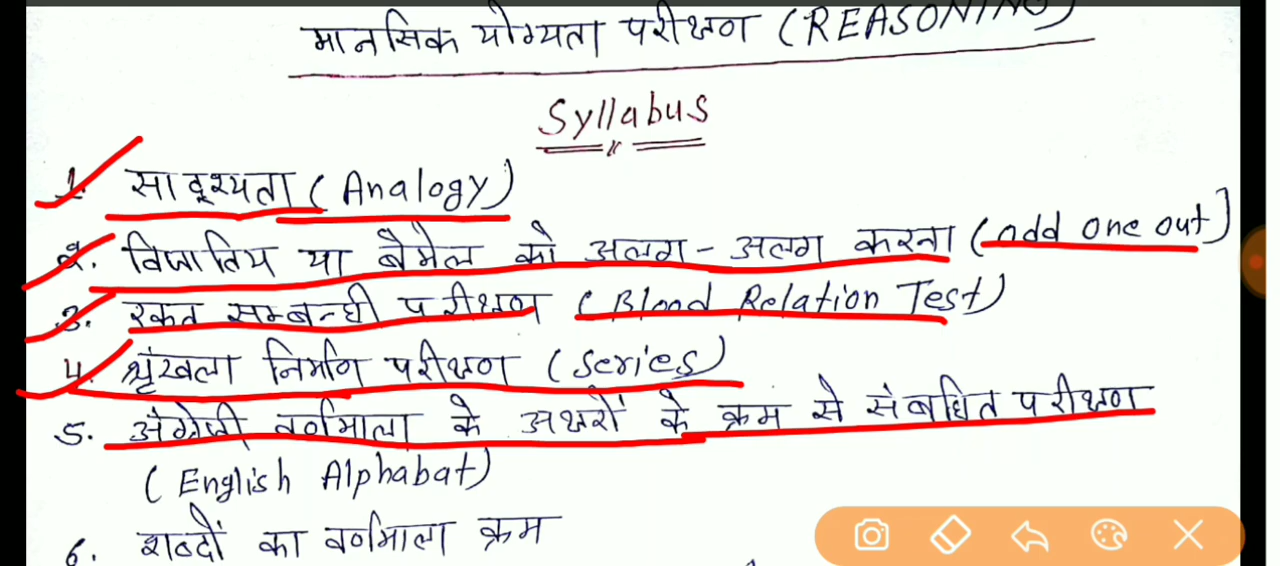 मानसिक योग्यता परीक्षण (REASONING)
Syllabus
1. सादृश्यता (Analogy)
2. विजातिय या बैमेल को अलग - अलग करना (odd one out)
3. रक्त सम्बन्धी परीक्षण (Blood Relation Test)
4. श्रृंखला निर्माण परीक्षण (Series)
5. अंग्रेजी वर्णमाला के अक्षरों के क्रम से संबधित परीक्षण
(English Alphabat)
6. शब्दों का वर्णमाला क्रम